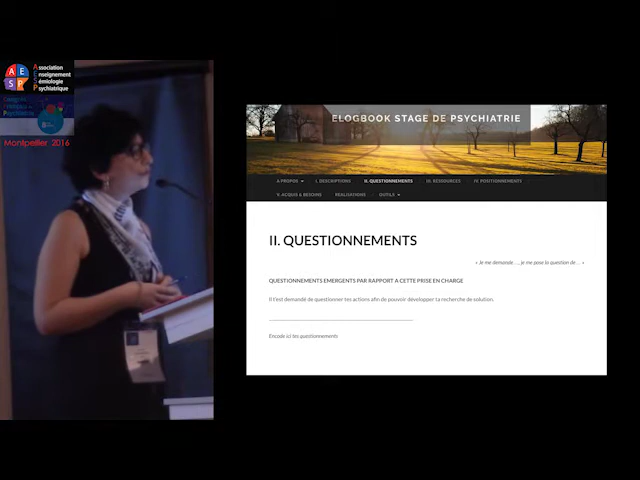 A E
S P
Association
Enseignement
Sémiologie
Psychiatrique
Montpellier 2016
ELOGBOOK STAGE DE PSYCHIATRIE
A PROPOS
I. DESCRIPTIONS
II. QUESTIONNEMENTS
III. RESSOURCES
IV. POSITIONNEMENTS
V. ACQUIS & BESOINS
REALISATIONS
OUTILS
II. QUESTIONNEMENTS
« Je me demande…, je me pose la question de… »
QUESTIONNEMENTS EMERGENTS PAR RAPPORT A CETTE PRISE EN CHARGE
Il t'est demandé de questionner tes actions afin de pouvoir développer ta recherche de solution.
Encode ici tes questionnements